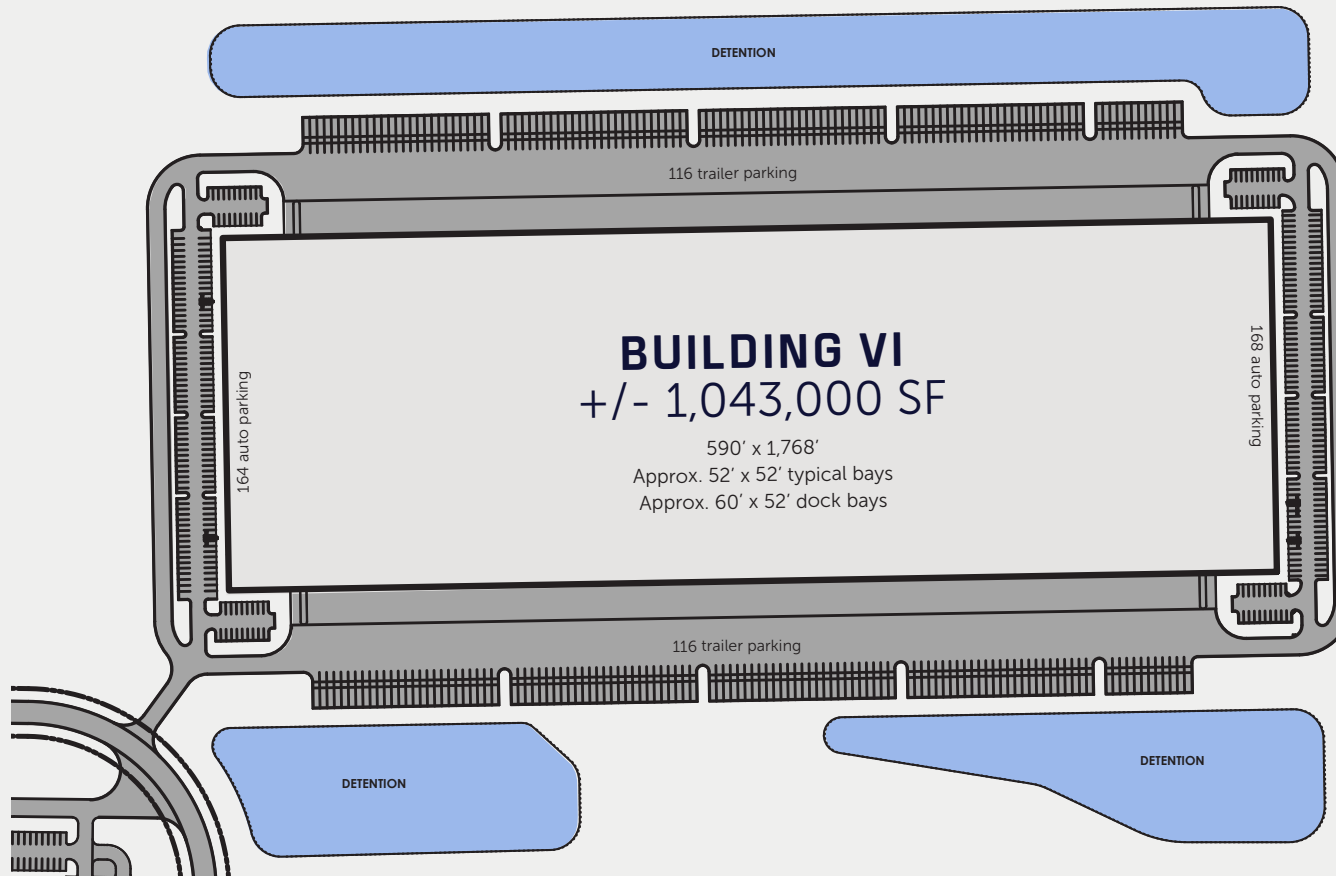 DETENTION
116 trailer parking
BUILDING VI
+/- 1,043,000 SF
590’ x 1,768’
Approx. 52’ x 52’ typical bays
Approx. 60’ x 52’ dock bays
164 auto parking
168 auto parking
116 trailer parking
DETENTION
DETENTION